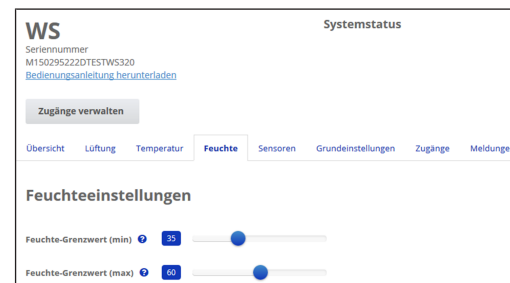 WS
Systemstatus
Seriennummer
M150295222DTESTWS320
Bedienungsanleitung herunterladen
Zugänge verwalten
Übersicht Lüftung Temperatur Feuchte Sensoren Grundeinstellungen Zugänge Meldunge
Feuchteeinstellungen
Feuchte-Grenzwert (min) ? 35
Feuchte-Grenzwert (max) ? 60